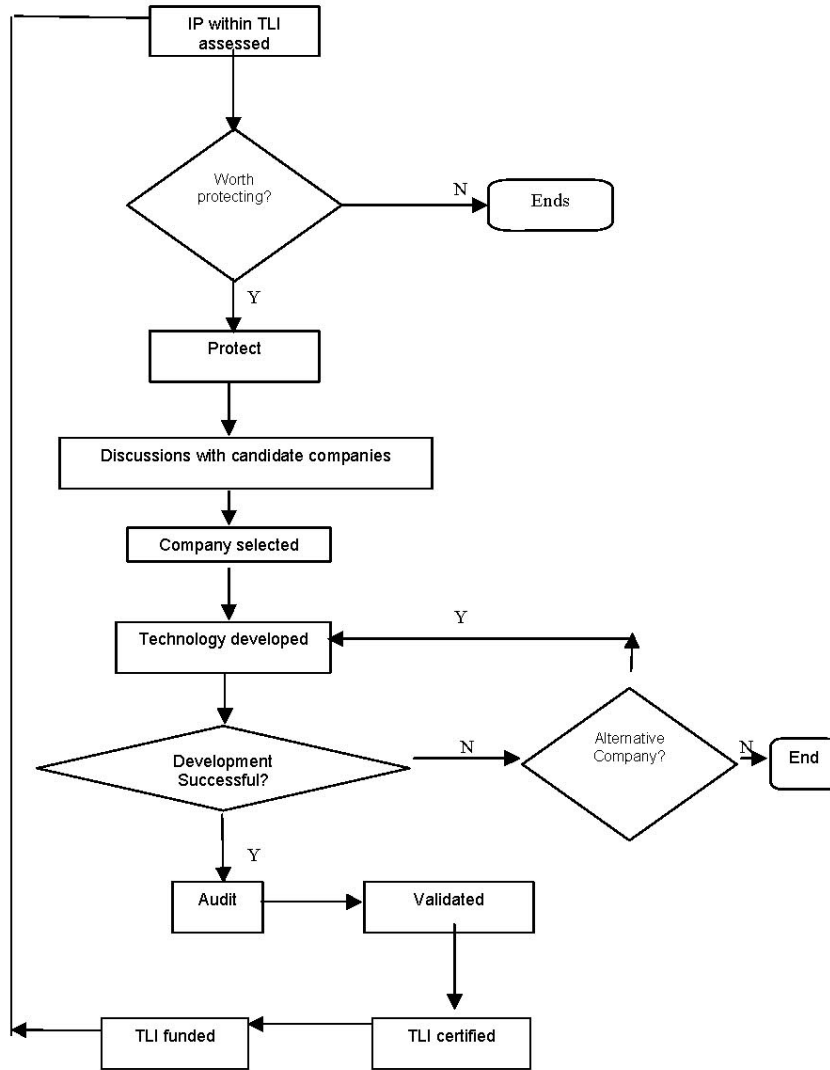 IP within TLI
assessed
Worth
protecting?
N
Ends
Y
Protect
Discussions with candidate companies
Company selected
Y
Technology developed
Development
Successful?
N
Alternative
Company?
N
End
Y
Audit
Validated
TLI funded
TLI certified